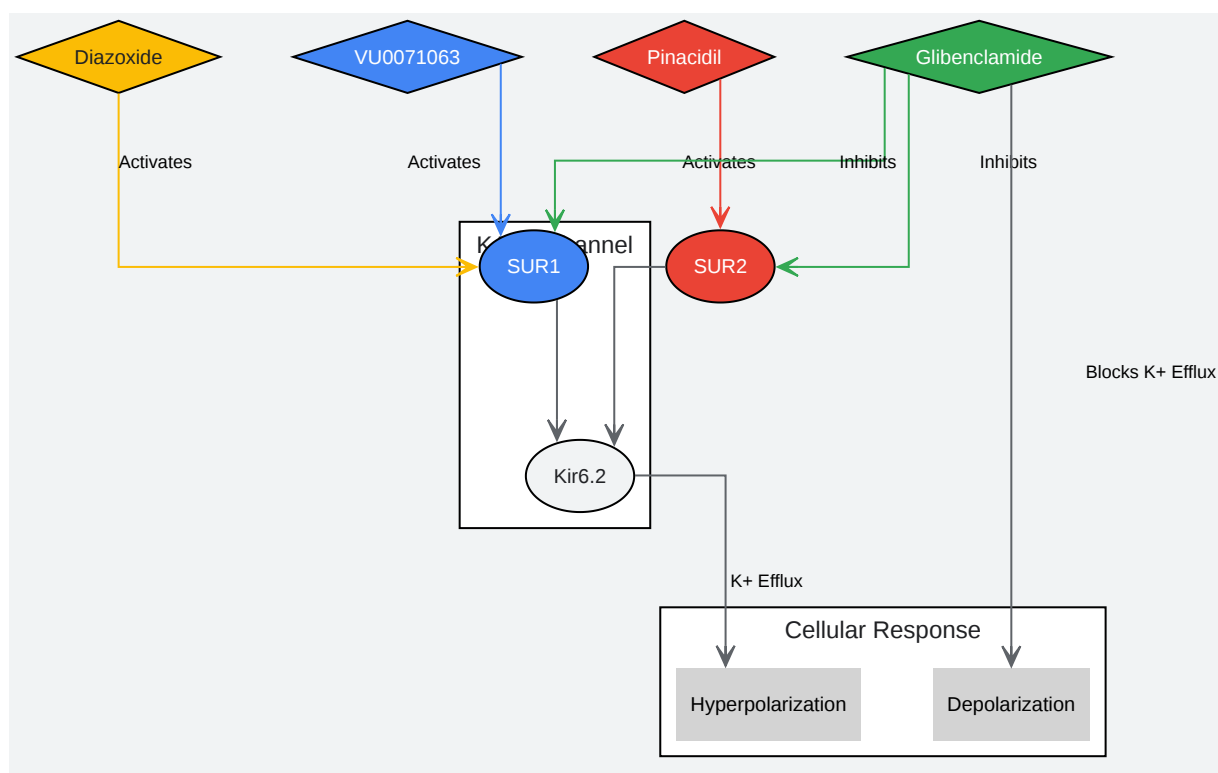 Diazoxide
VU0071063
Pinacidil
Glibenclamide
Activates
Activates
Activates
Inhibits
Inhibits
SUR1
SUR2
Blocks K+ Efflux
Kir6.2
K+ Efflux
Cellular Response
Hyperpolarization
Depolarization